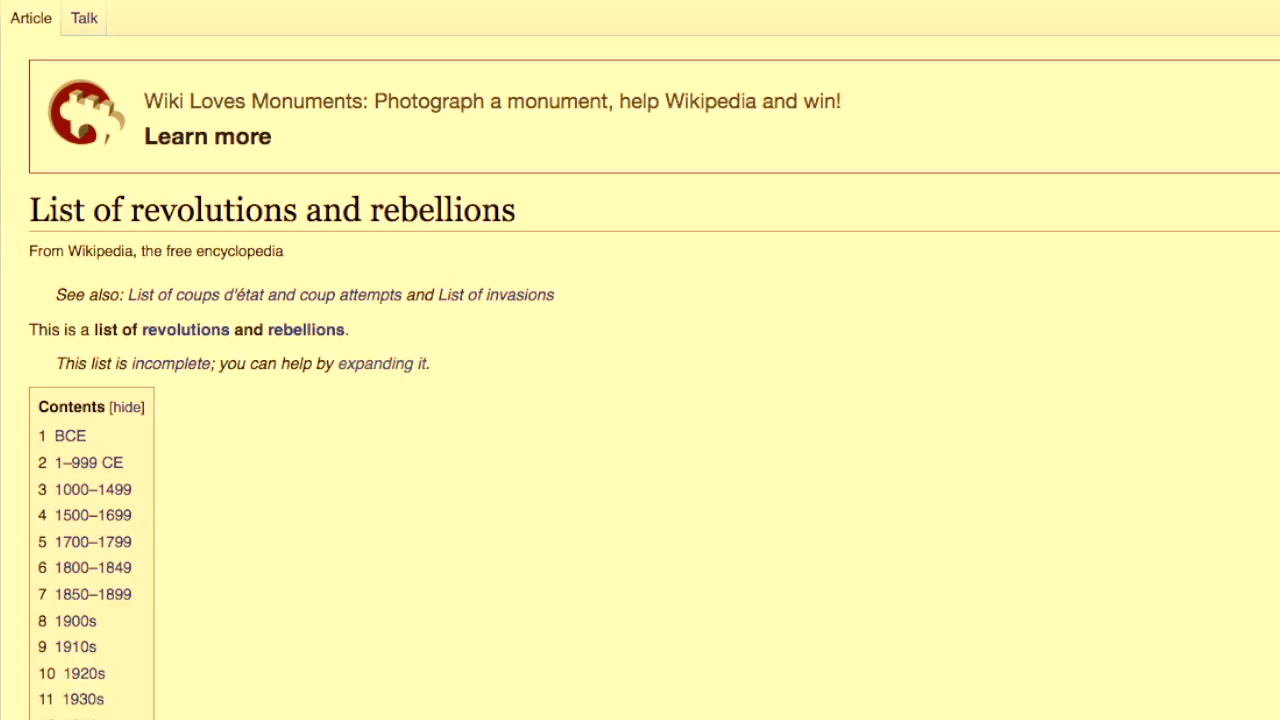 Article Talk
Wiki Loves Monuments: Photograph a monument, help Wikipedia and win!
Learn more
List of revolutions and rebellions
From Wikipedia, the free encyclopedia
See also: List of coups d'état and coup attempts and List of invasions
This is a list of revolutions and rebellions.
This list is incomplete; you can help by expanding it.
Contents [hide]
1 BCE
2 1–999 CE
3 1000–1499
4 1500–1699
5 1700–1799
6 1800–1849
7 1850–1899
8 1900s
9 1910s
10 1920s
11 1930s